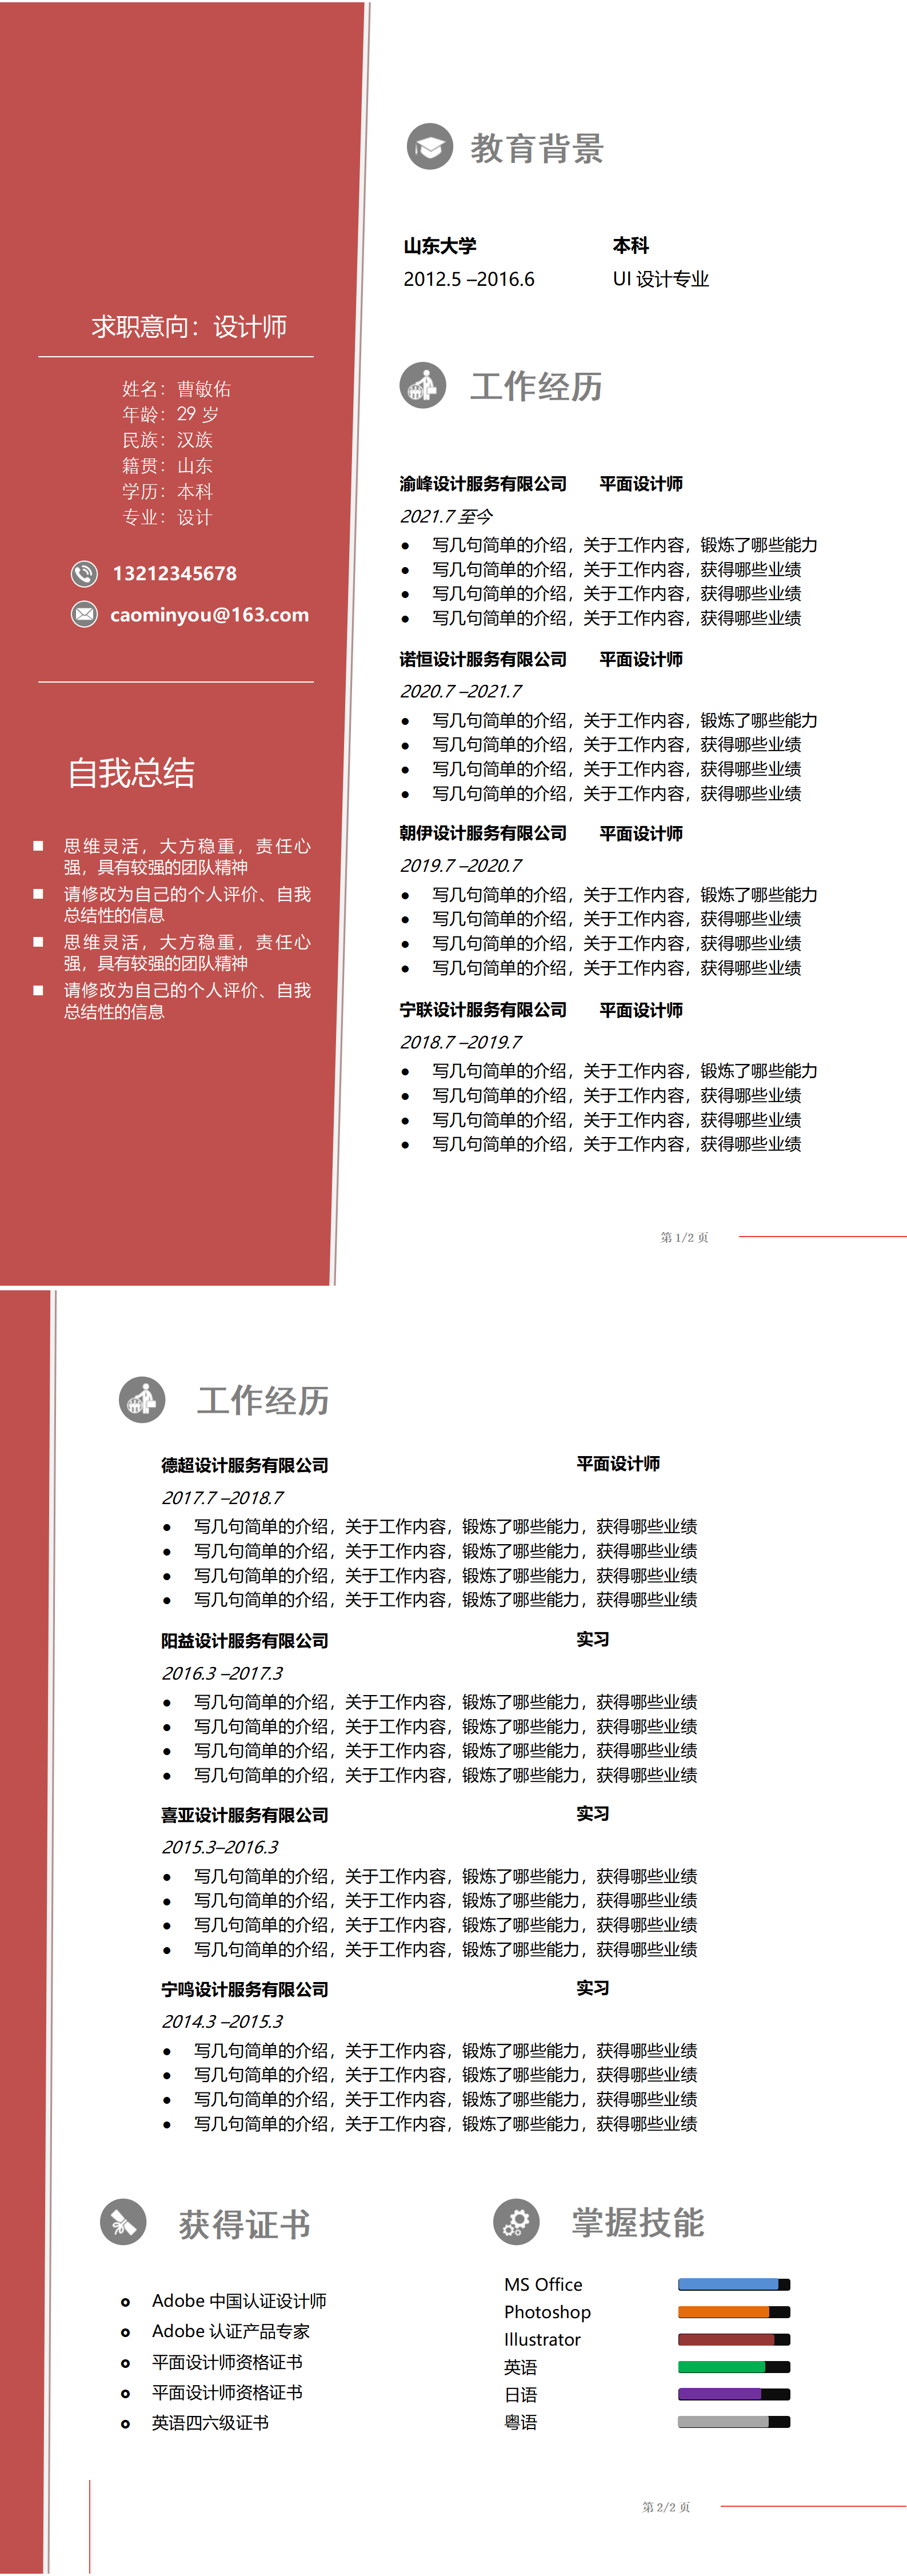 求职意向：设计师
姓名：曹敏佑
年龄：29 岁
民族：汉族
籍贯：山东
学历：本科
专业：设计
13212345678
caominyou@163.com
自我总结
思维灵活，大方稳重，责任心
强，具有较强的团队精神
请修改为自己的个人评价、自我
总结性的信息
思维灵活，大方稳重，责任心
强，具有较强的团队精神
请修改为自己的个人评价、自我
总结性的信息
教育背景
山东大学 本科
2012.5 –2016.6 UI 设计专业
工作经历
渝峰设计服务有限公司 平面设计师
2021.7 至今
● 写几句简单的介绍，关于工作内容，锻炼了哪些能力
● 写几句简单的介绍，关于工作内容，获得哪些业绩
● 写几句简单的介绍，关于工作内容，获得哪些业绩
● 写几句简单的介绍，关于工作内容，获得哪些业绩
诺恒设计服务有限公司 平面设计师
2020.7 –2021.7
● 写几句简单的介绍，关于工作内容，锻炼了哪些能力
● 写几句简单的介绍，关于工作内容，获得哪些业绩
● 写几句简单的介绍，关于工作内容，获得哪些业绩
● 写几句简单的介绍，关于工作内容，获得哪些业绩
朝伊设计服务有限公司 平面设计师
2019.7 –2020.7
● 写几句简单的介绍，关于工作内容，锻炼了哪些能力
● 写几句简单的介绍，关于工作内容，获得哪些业绩
● 写几句简单的介绍，关于工作内容，获得哪些业绩
● 写几句简单的介绍，关于工作内容，获得哪些业绩
宁联设计服务有限公司 平面设计师
2018.7 –2019.7
● 写几句简单的介绍，关于工作内容，锻炼了哪些能力
● 写几句简单的介绍，关于工作内容，获得哪些业绩
● 写几句简单的介绍，关于工作内容，获得哪些业绩
● 写几句简单的介绍，关于工作内容，获得哪些业绩
第 1/2 页
工作经历
德超设计服务有限公司 平面设计师
2017.7 –2018.7
● 写几句简单的介绍，关于工作内容，锻炼了哪些能力，获得哪些业绩
● 写几句简单的介绍，关于工作内容，锻炼了哪些能力，获得哪些业绩
● 写几句简单的介绍，关于工作内容，锻炼了哪些能力，获得哪些业绩
● 写几句简单的介绍，关于工作内容，锻炼了哪些能力，获得哪些业绩
阳益设计服务有限公司 实习
2016.3 –2017.3
● 写几句简单的介绍，关于工作内容，锻炼了哪些能力，获得哪些业绩
● 写几句简单的介绍，关于工作内容，锻炼了哪些能力，获得哪些业绩
● 写几句简单的介绍，关于工作内容，锻炼了哪些能力，获得哪些业绩
● 写几句简单的介绍，关于工作内容，锻炼了哪些能力，获得哪些业绩
喜亚设计服务有限公司 实习
2015.3–2016.3
● 写几句简单的介绍，关于工作内容，锻炼了哪些能力，获得哪些业绩
● 写几句简单的介绍，关于工作内容，锻炼了哪些能力，获得哪些业绩
● 写几句简单的介绍，关于工作内容，锻炼了哪些能力，获得哪些业绩
● 写几句简单的介绍，关于工作内容，锻炼了哪些能力，获得哪些业绩
宁鸣设计服务有限公司 实习
2014.3 –2015.3
● 写几句简单的介绍，关于工作内容，锻炼了哪些能力，获得哪些业绩
● 写几句简单的介绍，关于工作内容，锻炼了哪些能力，获得哪些业绩
● 写几句简单的介绍，关于工作内容，锻炼了哪些能力，获得哪些业绩
● 写几句简单的介绍，关于工作内容，锻炼了哪些能力，获得哪些业绩
获得证书
Adobe 中国认证设计师
Adobe 认证产品专家
平面设计师资格证书
平面设计师资格证书
英语四六级证书
掌握技能
MS Office
Photoshop
Illustrator
英语
日语
粤语
第 2/2 页